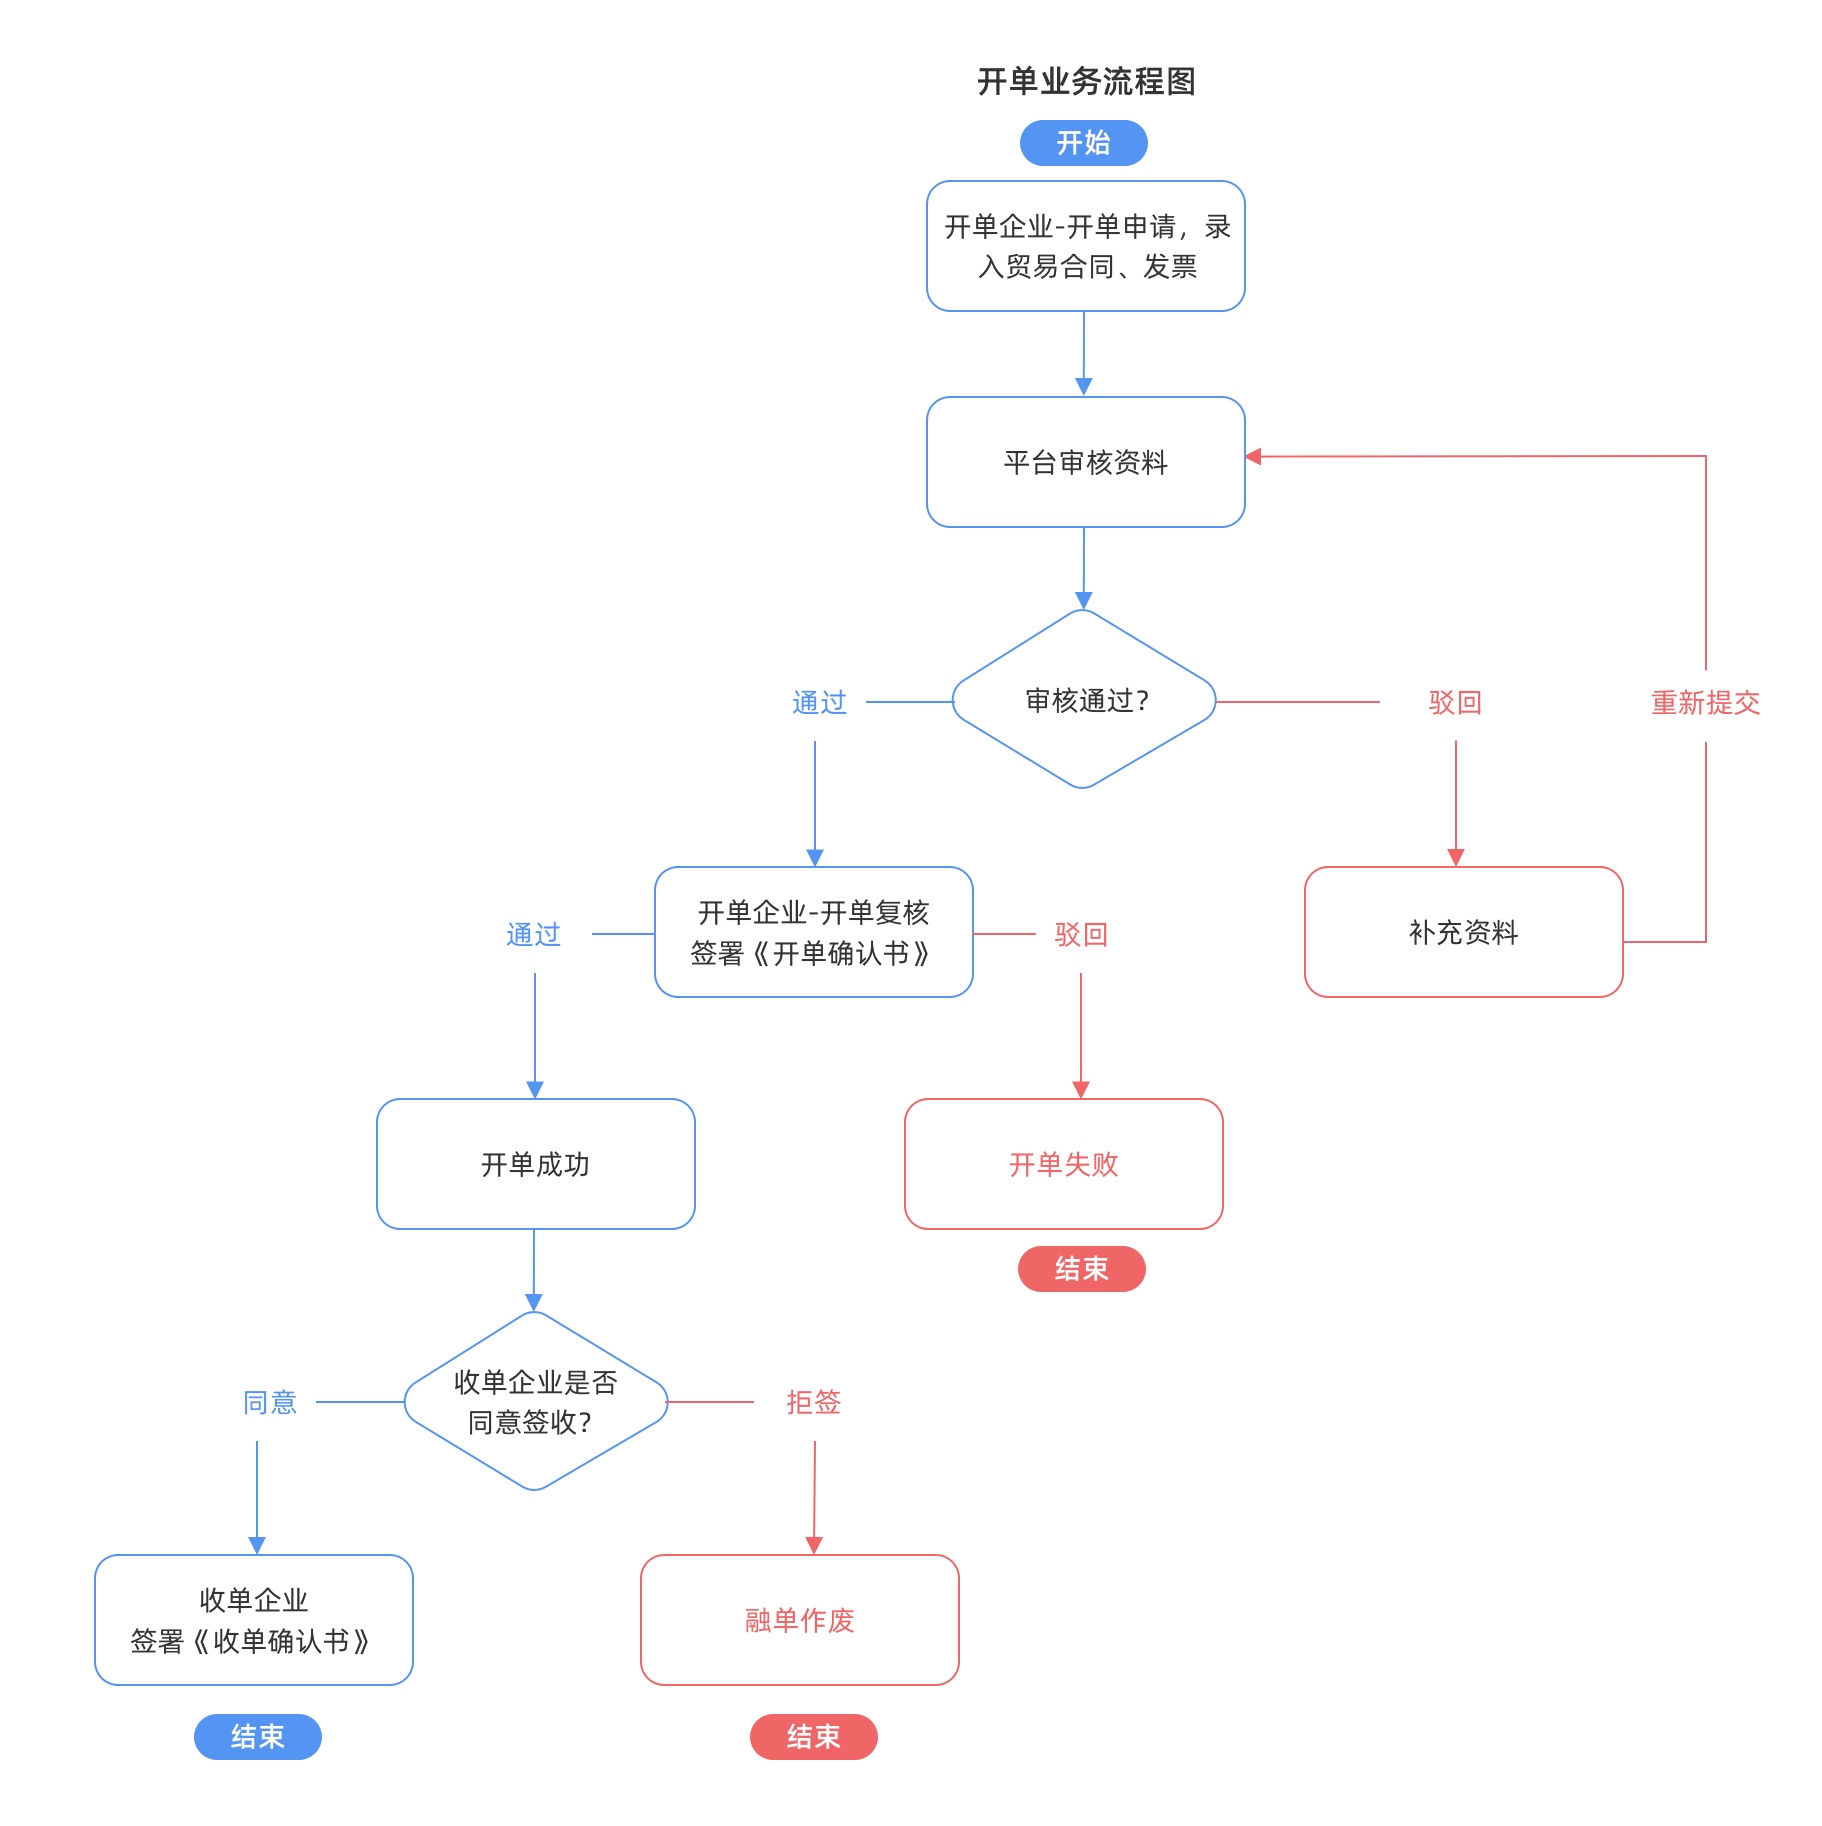 开单业务流程图
开始
开单企业-开单申请，录
入贸易合同、发票
平台审核资料
通过
审核通过？
驳回
重新提交
通过
开单企业-开单复核
签署《开单确认书》
驳回
补充资料
开单成功
开单失败
结束
同意
收单企业是否
同意签收？
拒签
收单企业
签署《收单确认书》
融单作废
结束
结束